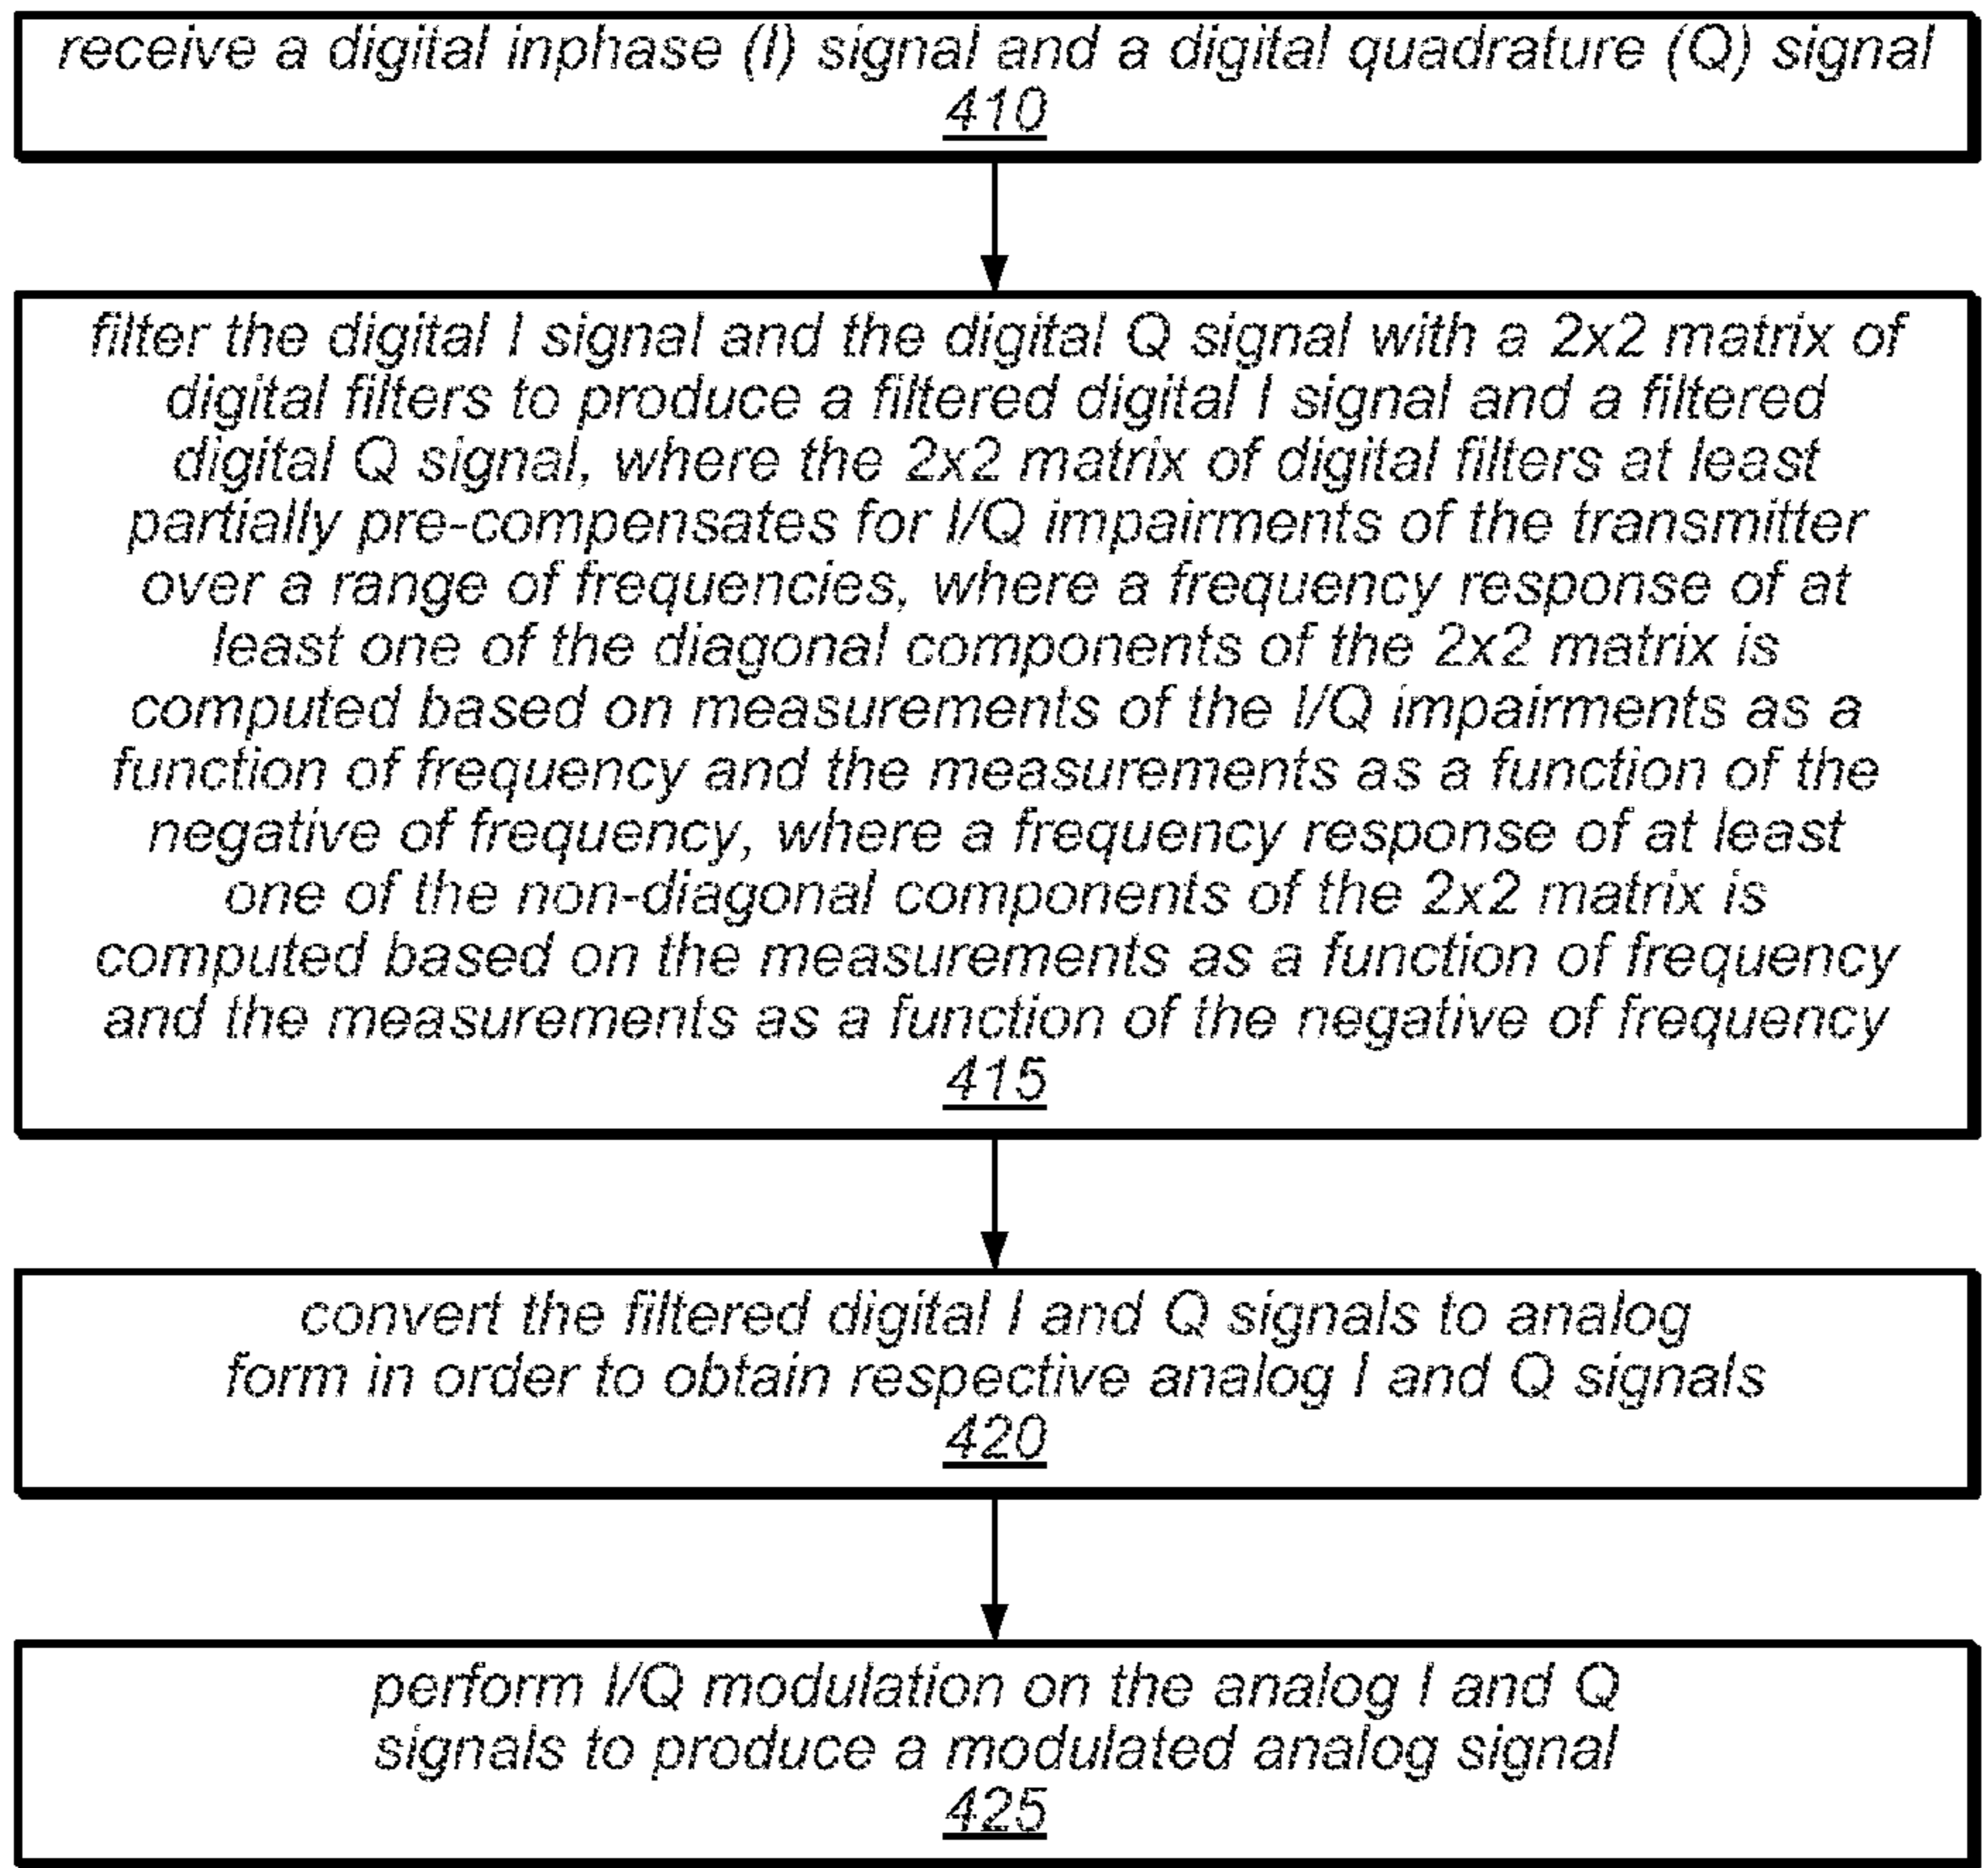 receive a digital inphase (I) signal and a digital quadrature (Q) signal
410
filter the digital I signal and the digital Q signal with a 2x2 matrix of
digital filters to produce a filtered digital I signal and a filtered
digital Q signal, where the 2x2 matrix of digital filters at least
partially pre-compensates for I/Q impairments of the transmitter
over a range of frequencies, where a frequency response of at
least one of the diagonal components of the 2x2 matrix is
computed based on measurements of the I/Q impairments as a
function of frequency and the measurements as a function of the
negative of frequency, where a frequency response of at least
one of the non-diagonal components of the 2x2 matrix is
computed based on the measurements as a function of frequency
and the measurements as a function of the negative of frequency
415
convert the filtered digital I and Q signals to analog
form in order to obtain respective analog I and Q signals
420
perform I/Q modulation on the analog I and Q
signals to produce a modulated analog signal
425